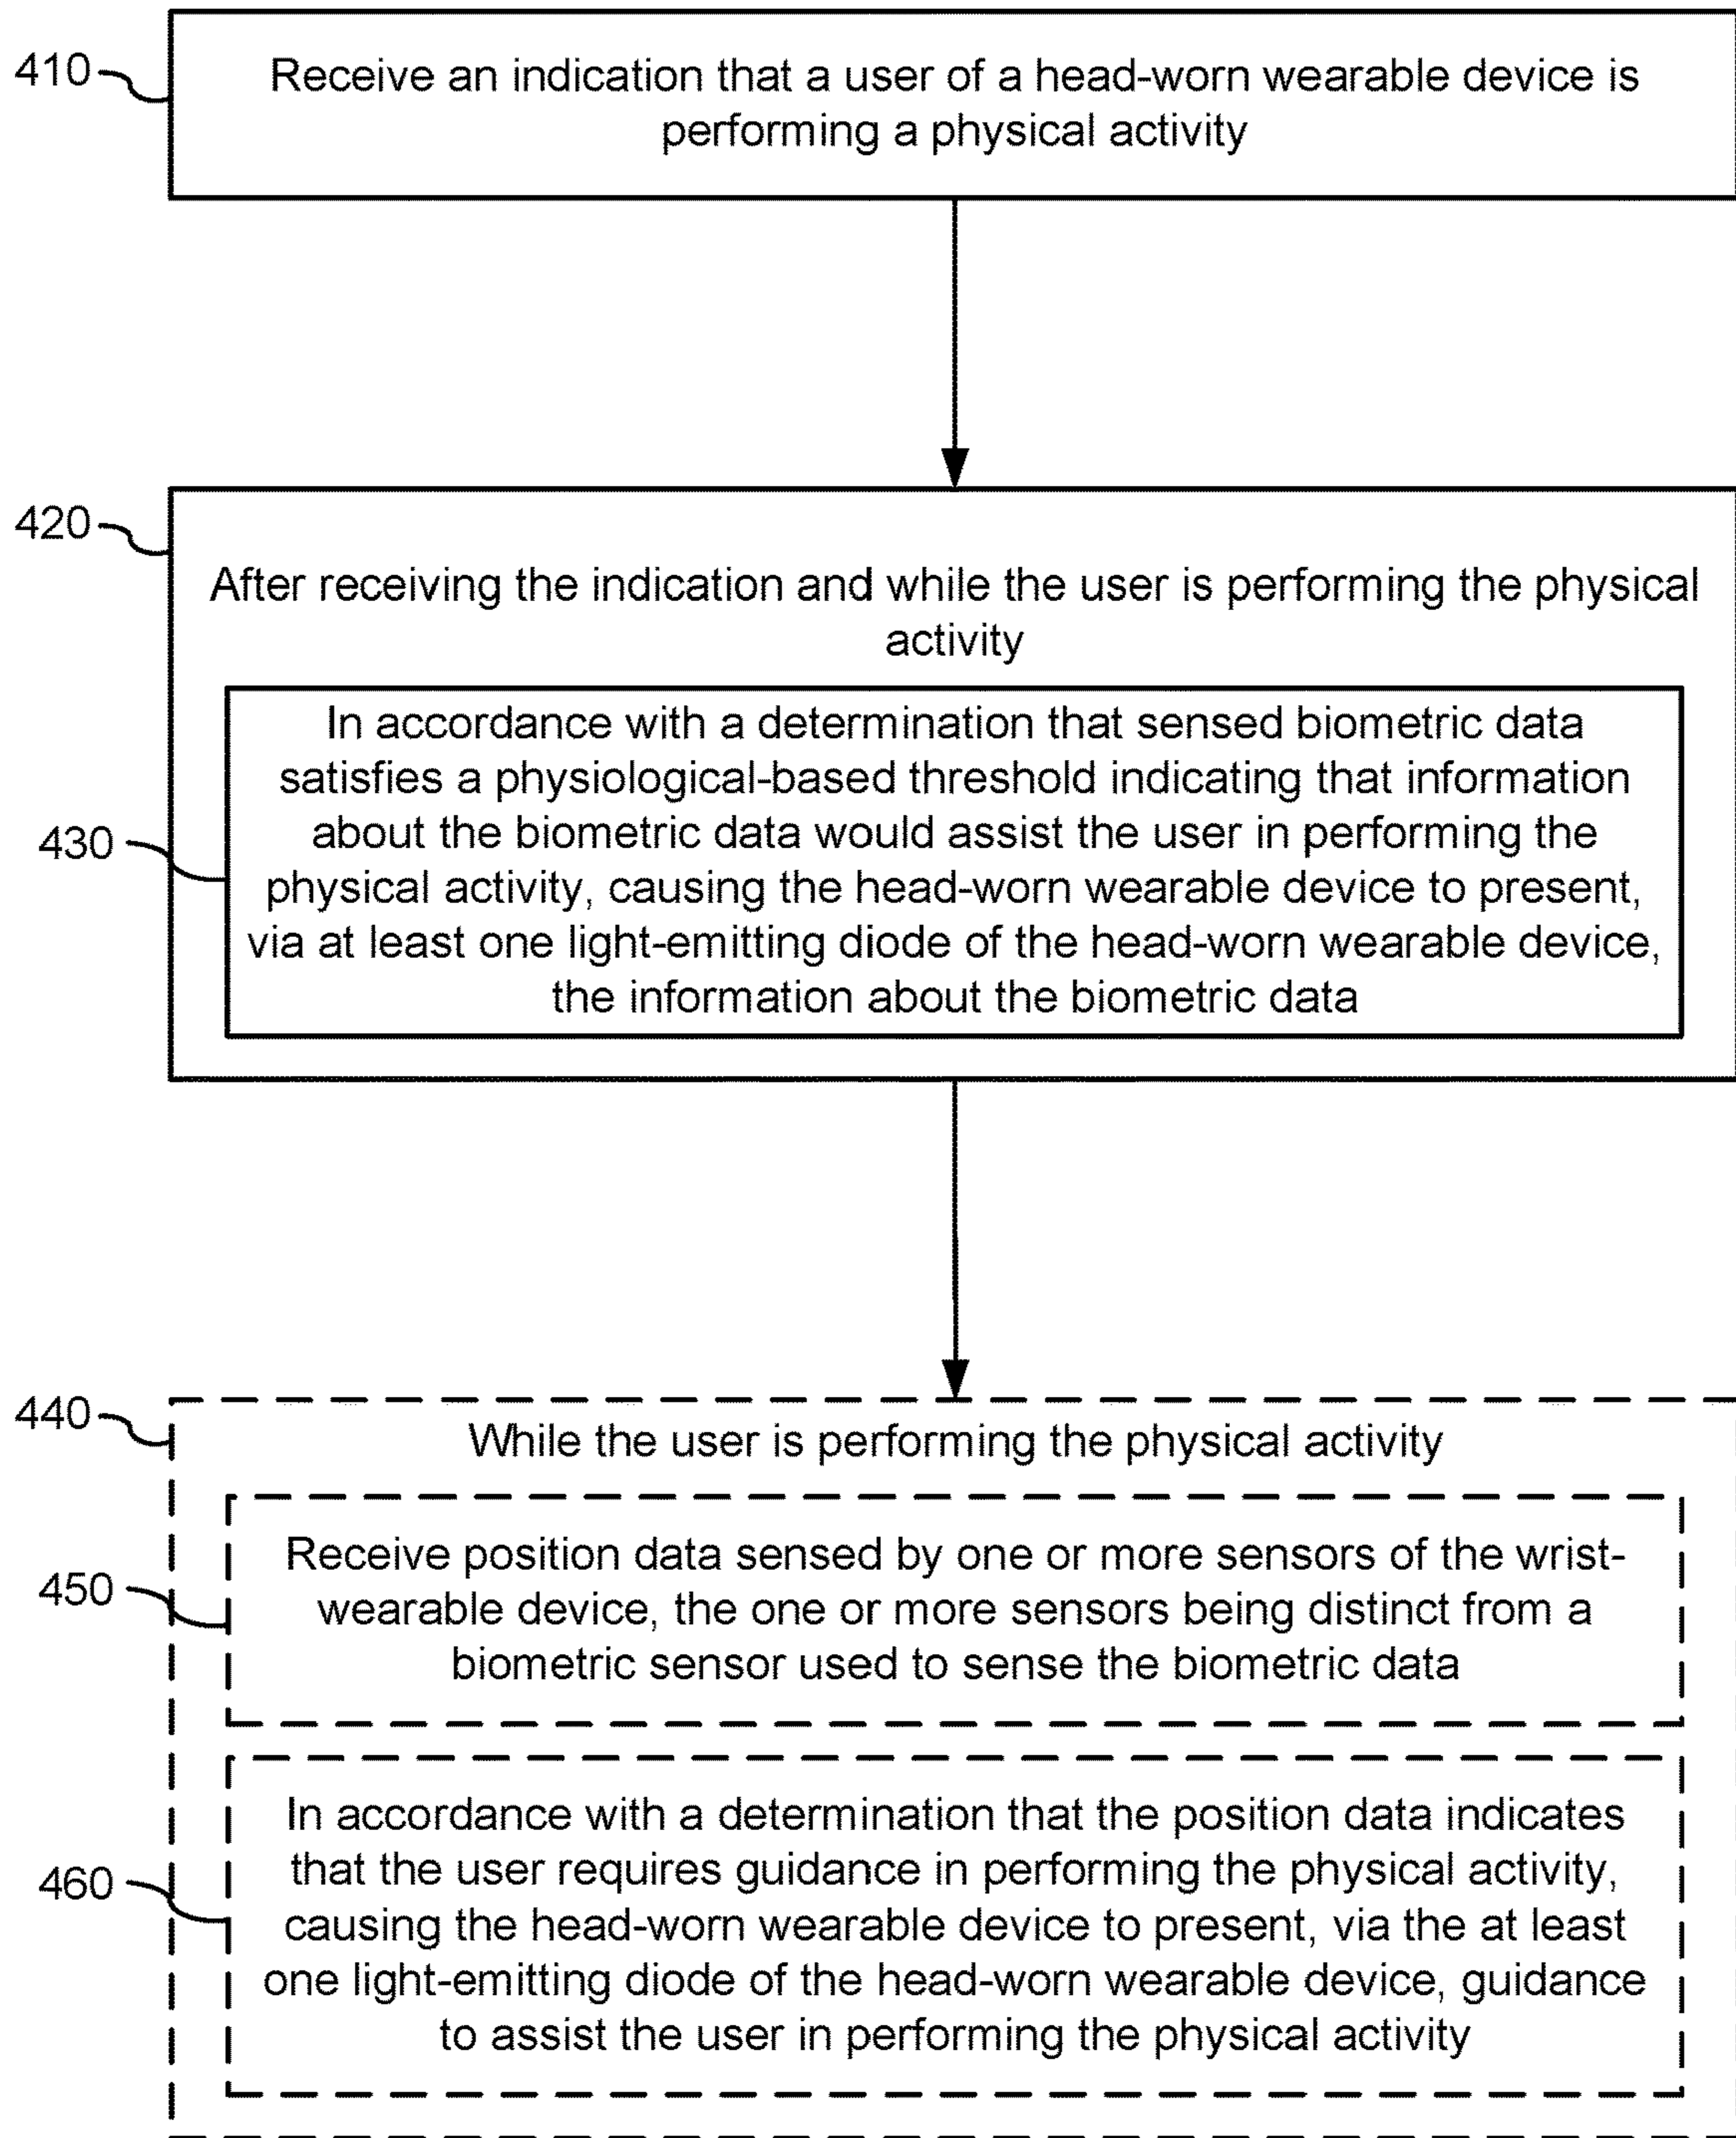 410
Receive an indication that a user of a head-worn wearable device is
performing a physical activity
420
After receiving the indication and while the user is performing the physical
activity
430
In accordance with a determination that sensed biometric data
satisfies a physiological-based threshold indicating that information
about the biometric data would assist the user in performing the
physical activity, causing the head-worn wearable device to present,
via at least one light-emitting diode of the head-worn wearable device,
the information about the biometric data
440
While the user is performing the physical activity
450
Receive position data sensed by one or more sensors of the wrist-
wearable device, the one or more sensors being distinct from a
biometric sensor used to sense the biometric data
460
In accordance with a determination that the position data indicates
that the user requires guidance in performing the physical activity,
causing the head-worn wearable device to present, via the at least
one light-emitting diode of the head-worn wearable device, guidance
to assist the user in performing the physical activity